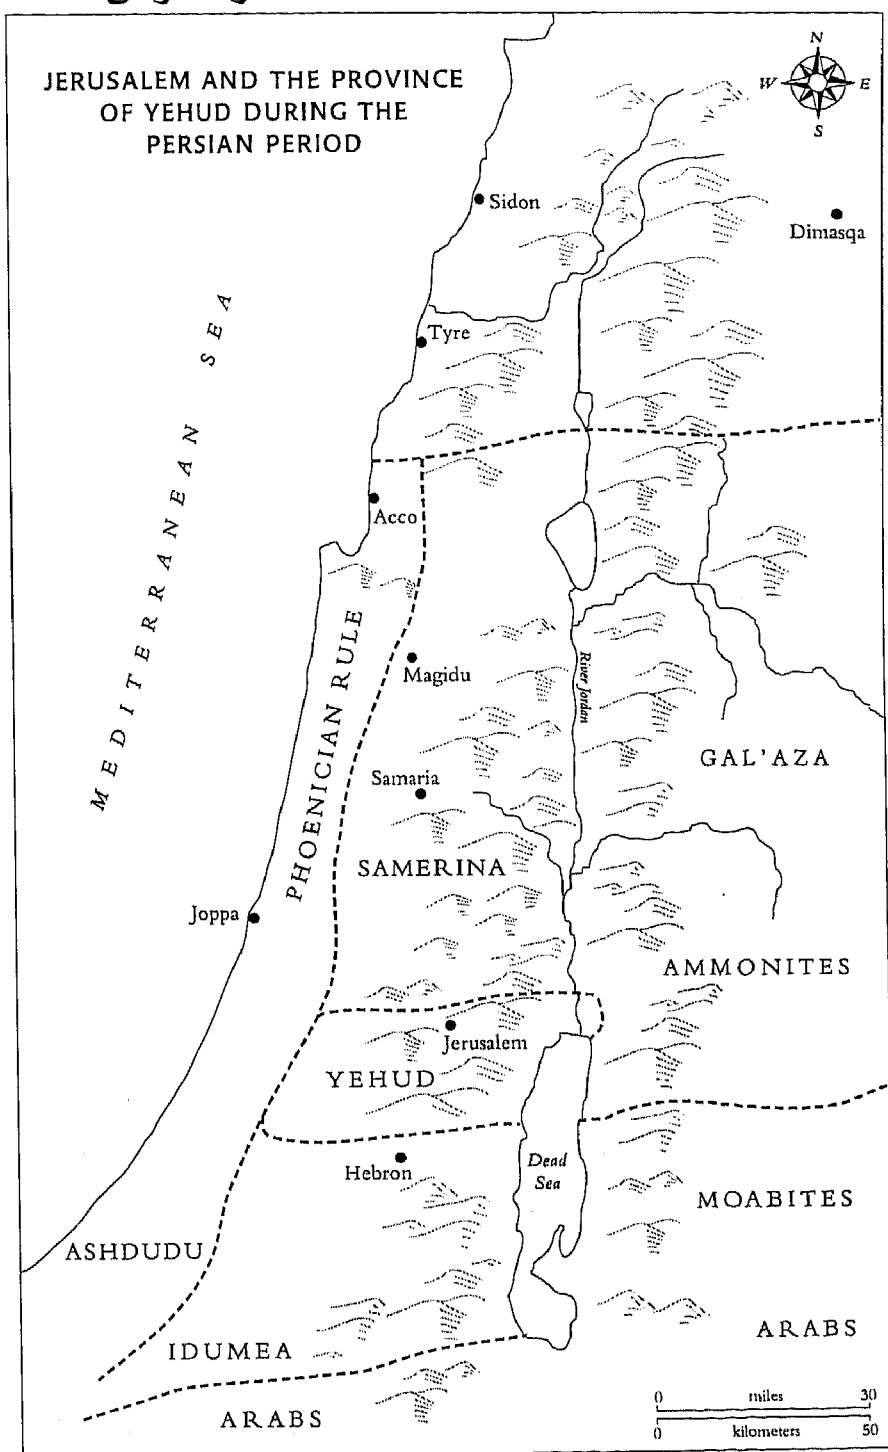 JERUSALEM AND THE PROVINCE
OF YEHUD DURING THE
PERSIAN PERIOD
N
W
E
S
Sidon
Dimasqa
MEDITERRANEAN SEA
Tyre
Acco
PHOENICIAN RULE
Magidu
River Jordan
GAL'AZA
Samaria
SAMERINA
Joppa
AMMONITES
Jerusalem
YEHUD
Hebron
Dead
Sea
MOABITES
ASHDUDU
IDUMEA
ARABS
ARABS
0 miles 30
0 kilometers 50